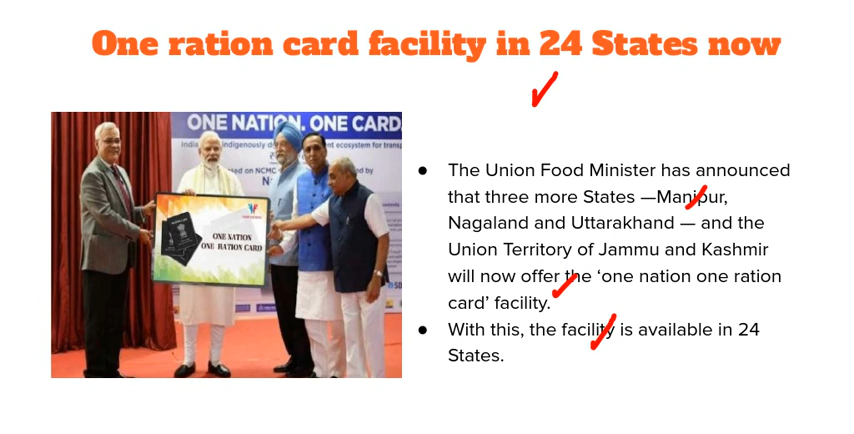 One ration card facility in 24 States now
ONE NATION. ONE CARD
ONE NATION
ONE RATION CARD
● The Union Food Minister has announced
that three more States —Manipur,
Nagaland and Uttarakhand — and the
Union Territory of Jammu and Kashmir
will now offer the ‘one nation one ration
card’ facility.
● With this, the facility is available in 24
States.